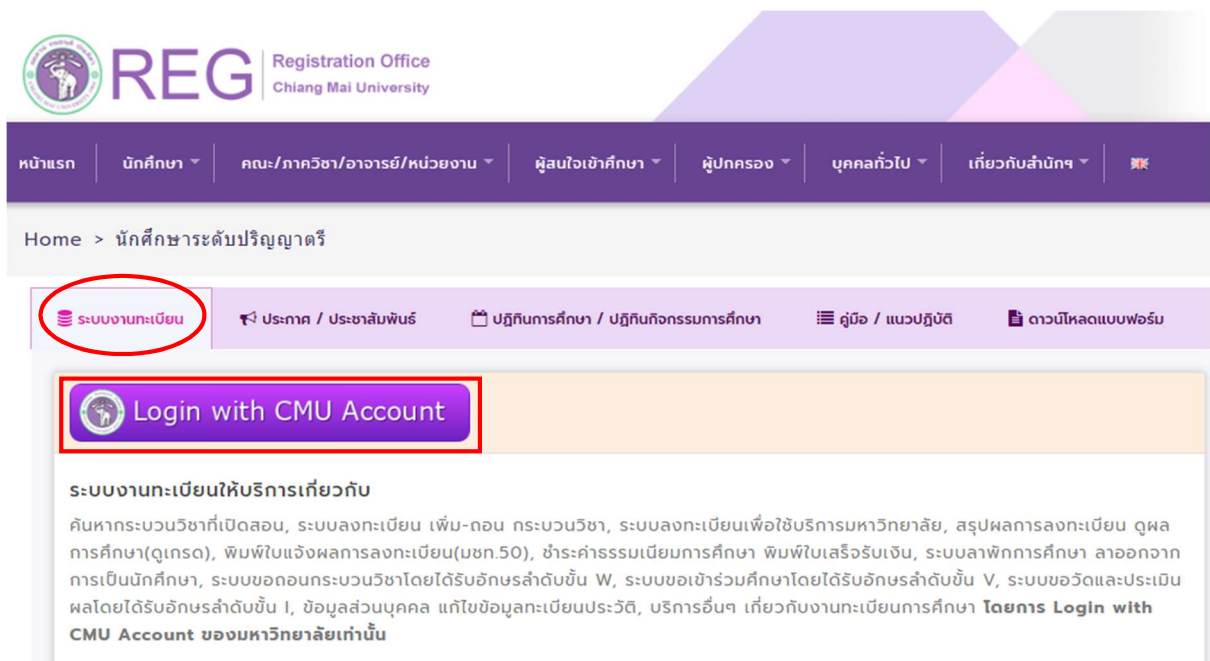 REG
Registration Office
Chiang Mai University
หน้าแรก นักศึกษา คณะ/ภาควิชา/อาจารย์/หน่วยงาน ผู้สนใจเข้าศึกษา ผู้ปกครอง บุคคลทั่วไป เกี่ยวกับสำนักฯ
Home > นักศึกษาระดับปริญญาตรี
ระบบงานทะเบียน ประกาศ / ประชาสัมพันธ์ ปฏิทินการศึกษา / ปฏิทินกิจกรรมการศึกษา คู่มือ / แนวปฏิบัติ ดาวน์โหลดแบบฟอร์ม
Login with CMU Account
ระบบงานทะเบียนให้บริการเกี่ยวกับ
ค้นหากระบวนวิชาที่เปิดสอน, ระบบลงทะเบียน เพิ่ม-ถอน กระบวนวิชา, ระบบลงทะเบียนเพื่อใช้บริการมหาวิทยาลัย, สรุปผลการลงทะเบียน ดูผล
การศึกษา(ดูเกรด), พิมพ์ใบแจ้งผลการลงทะเบียน(มชท.50), ชำระค่าธรรมเนียมการศึกษา พิมพ์ใบเสร็จรับเงิน, ระบบลาพักการศึกษา ลาออกจาก
การเป็นนักศึกษา, ระบบขอถอนกระบวนวิชาโดยได้รับอักษรลำดับขั้น W, ระบบขอเข้าร่วมศึกษาโดยได้รับอักษรลำดับขั้น V, ระบบขอวัดและประเมิน
ผลโดยได้รับอักษรลำดับขั้น I, ข้อมูลส่วนบุคคล แก้ไขข้อมูลทะเบียนประวัติ, บริการอื่นๆ เกี่ยวกับงานทะเบียนการศึกษา โดยการ Login with
CMU Account ของมหาวิทยาลัยเท่านั้น